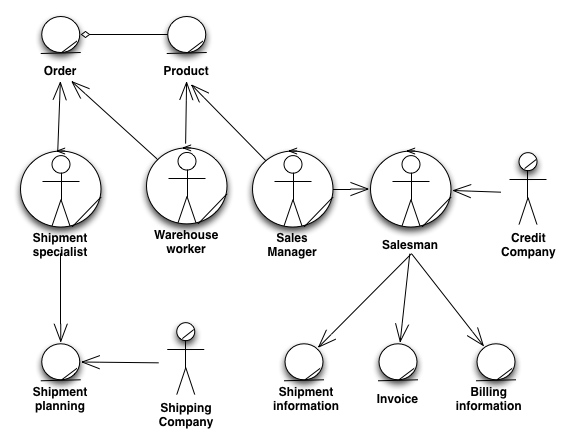 Order
Product
Shipment
specialist
Warehouse
worker
Sales
Manager
Salesman
Credit
Company
Shipment
planning
Shipping
Company
Shipment
information
Invoice
Billing
information